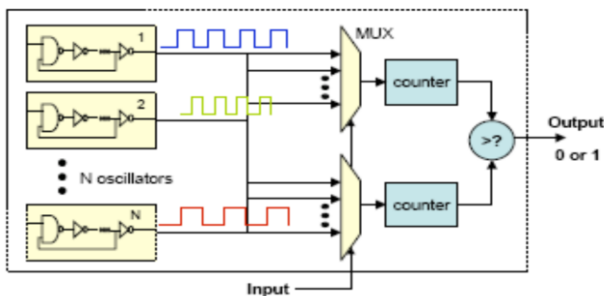 1
MUX
counter
2
Output
>?
0 or 1
N oscillators
N
counter
Input